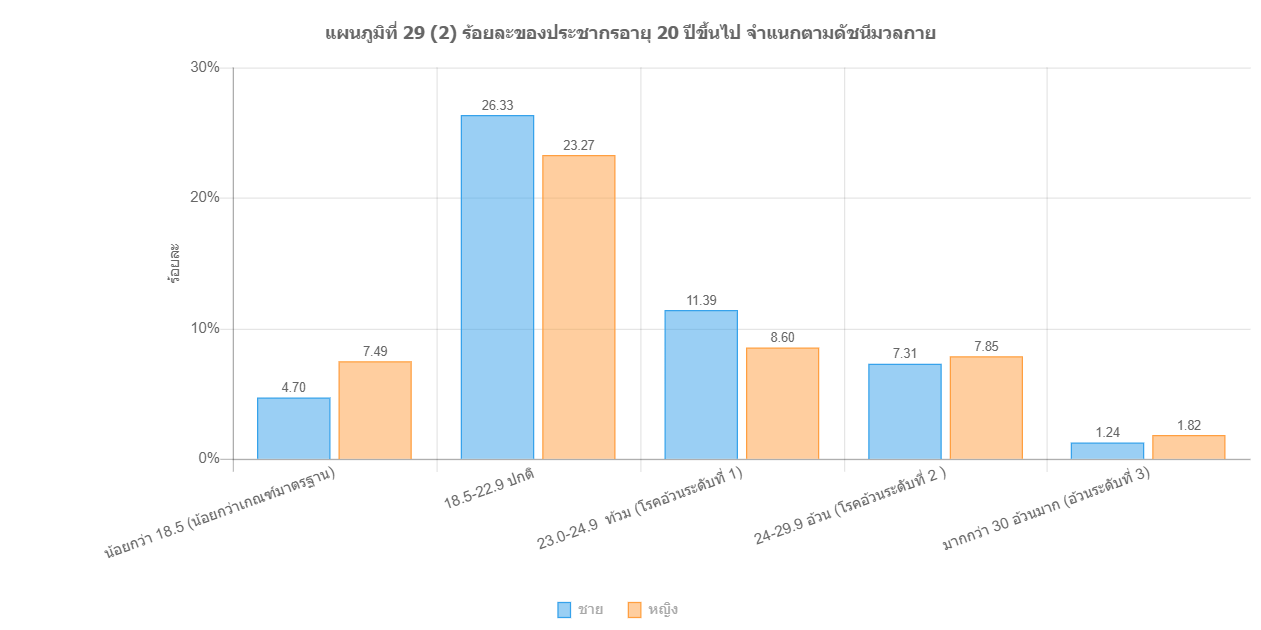 แผนภูมิที่ 29 (2) ร้อยละของประชากรอายุ 20 ปีขึ้นไป จำแนกตามดัชนีมวลกาย
30%
20%
10%
0%
ร้อยละ
4.70
7.49
26.33
23.27
11.39
8.60
7.31
7.85
1.24
1.82
น้อยกว่า 18.5 (น้อยกว่าเกณฑ์มาตรฐาน)
18.5-22.9 ปกติ
23.0-24.9 ท้วม (โรคอ้วนระดับที่ 1)
24-29.9 อ้วน (โรคอ้วนระดับที่ 2 )
มากกว่า 30 อ้วนมาก (อ้วนระดับที่ 3)
ชาย
หญิง